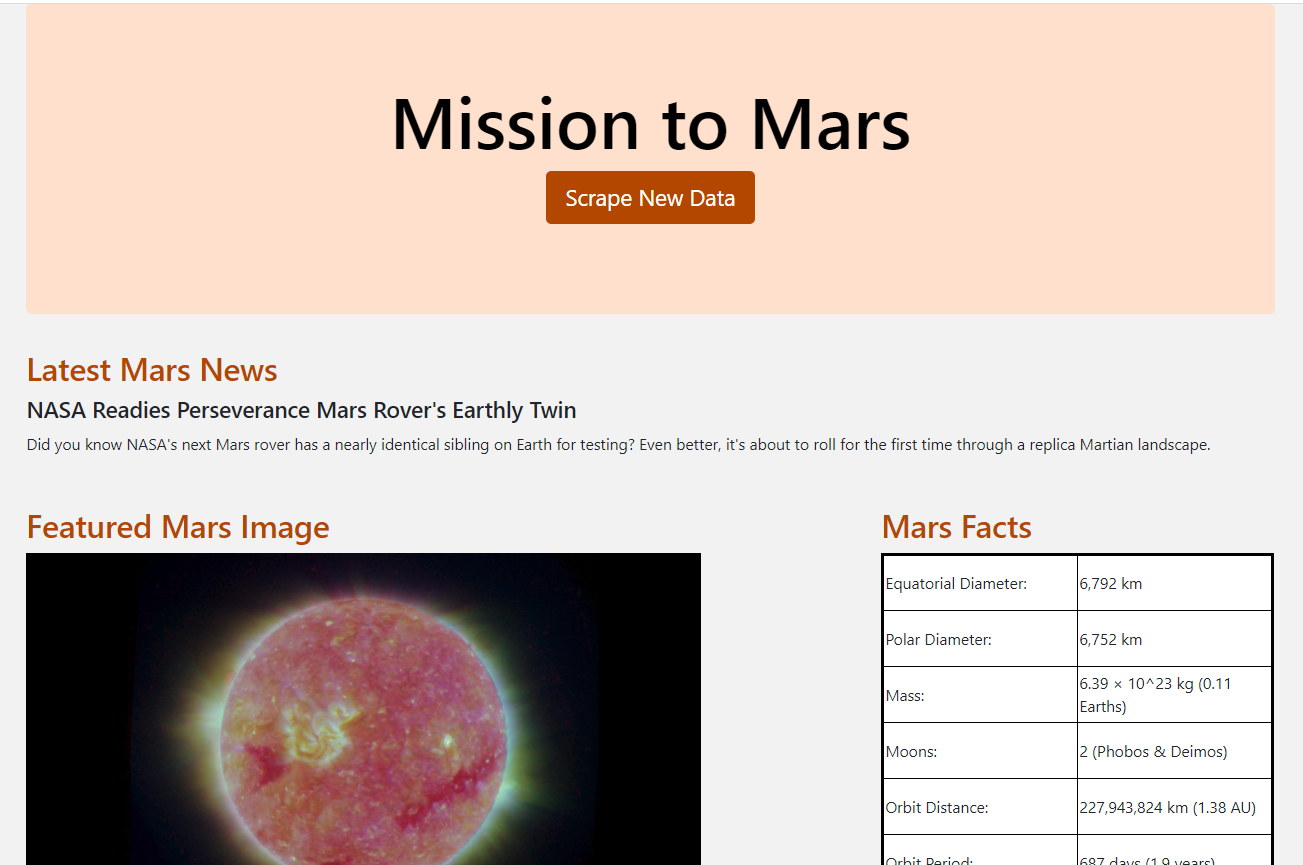 Mission to Mars
Scrape New Data
Latest Mars News
NASA Readies Perseverance Mars Rover's Earthly Twin
Did you know NASA's next Mars rover has a nearly identical sibling on Earth for testing? Even better, it's about to roll for the first time through a replica Martian landscape.
Featured Mars Image
Mars Facts
Equatorial Diameter: 6,792 km
Polar Diameter: 6,752 km
Mass: 6.39 × 10^23 kg (0.11
Earths)
Moons: 2 (Phobos & Deimos)
Orbit Distance: 227,943,824 km (1.38 AU)
Orbit Period: 687 days (1.9 years)